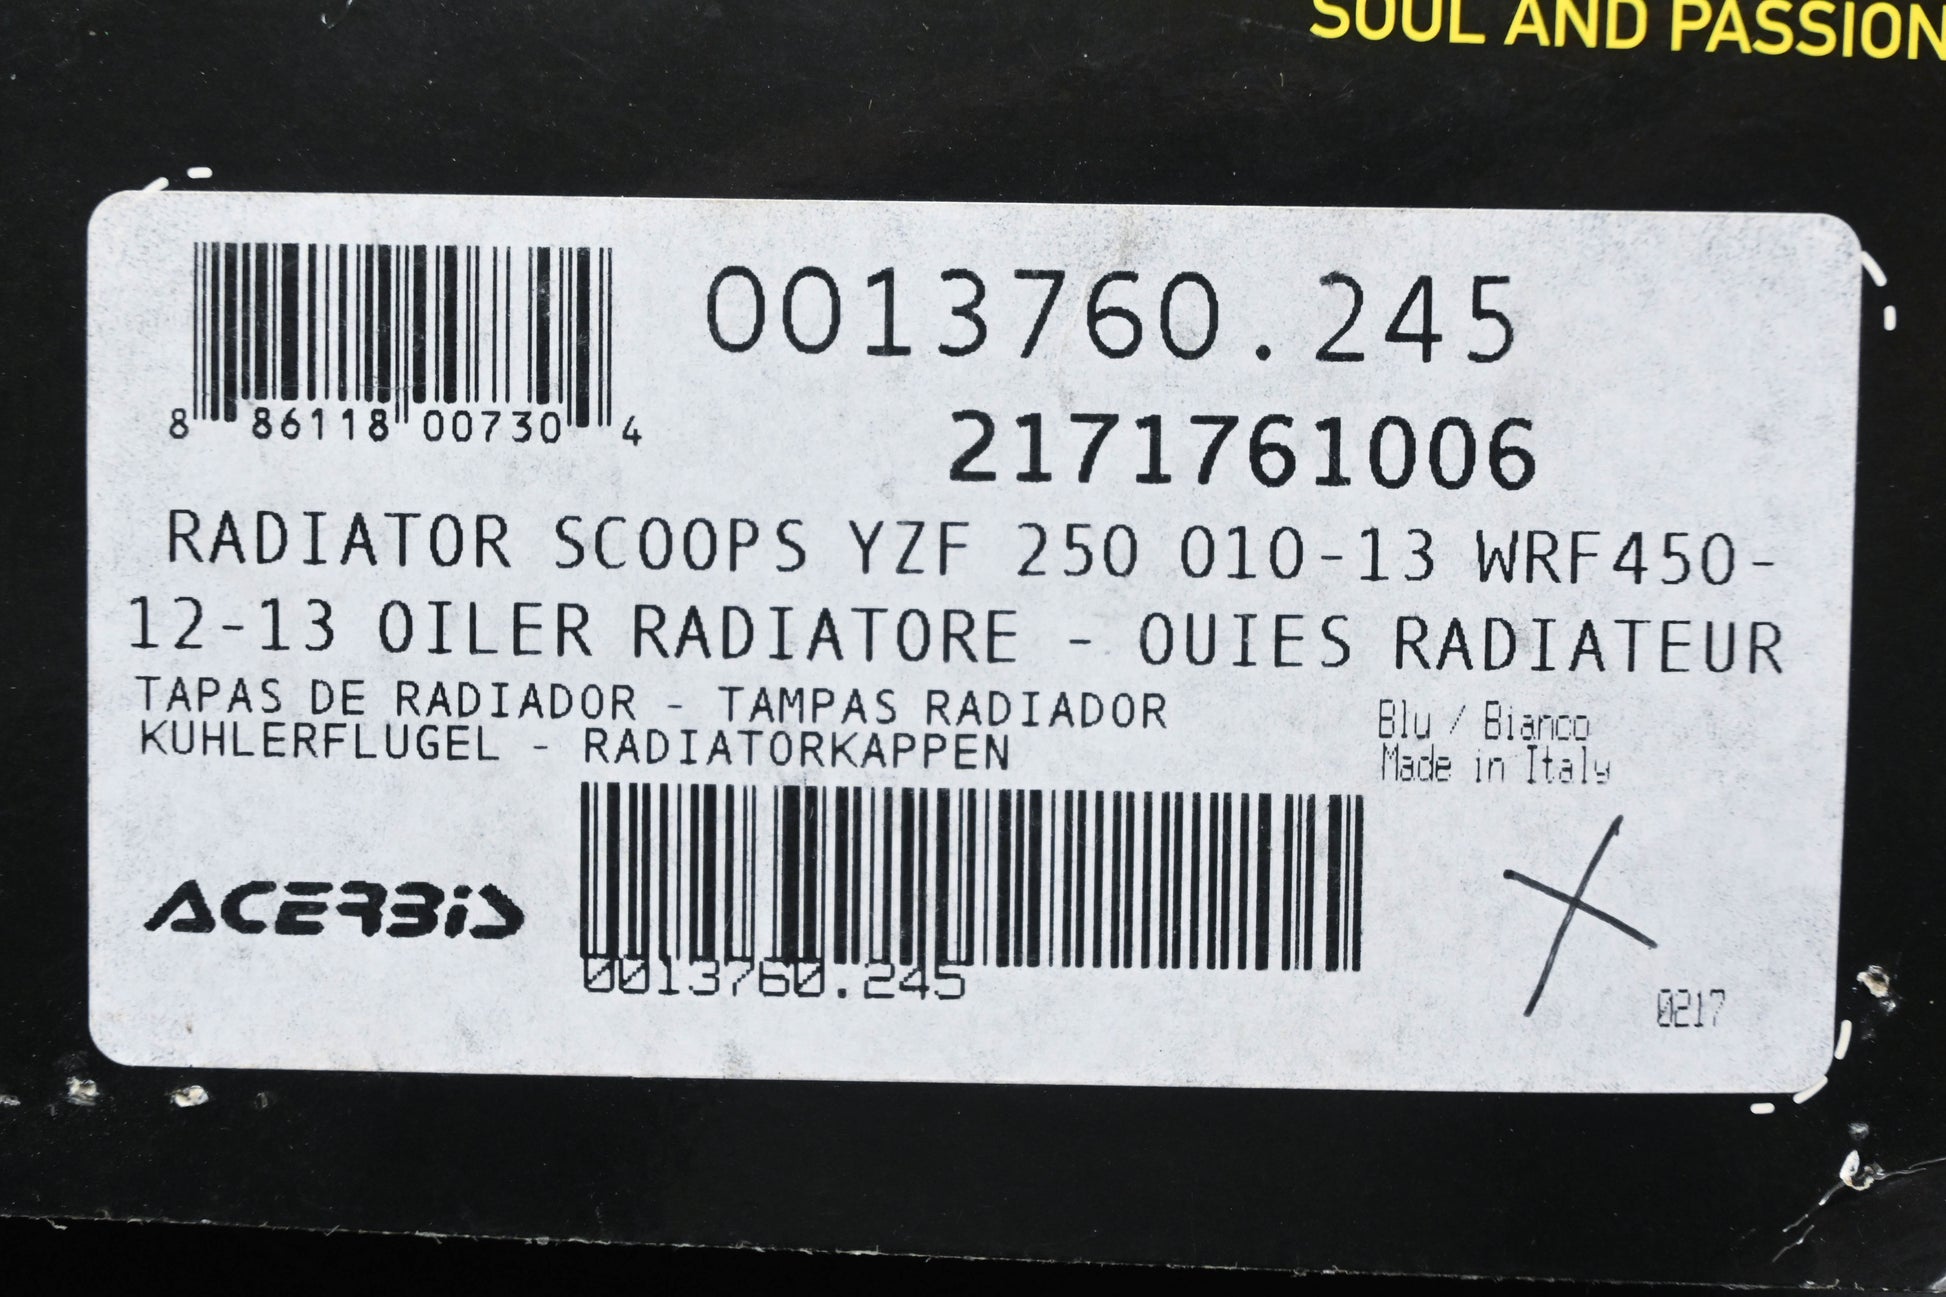 SOUL AND PASSION
0013760.245
8 86118 00730 4
2171761006
RADIATOR SCOOPS YZF 250 010-13 WRF450-
12-13 OILER RADIATORE - OUIES RADIATEUR
TAPAS DE RADIADOR - TAMPAS RADIADOR
KUHLERFLUGEL - RADIATORKAPPEN
Blu / Bianco
Made in Italy
ACERBIS
0013760.245
0217